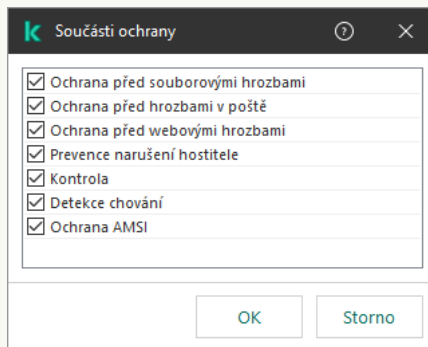 Součásti ochrany
Ochrana před souborovými hrozbami
Ochrana před hrozbami v poště
Ochrana před webovými hrozbami
Prevence narušení hostitele
Kontrola
Detekce chování
Ochrana AMSI
OK Storno